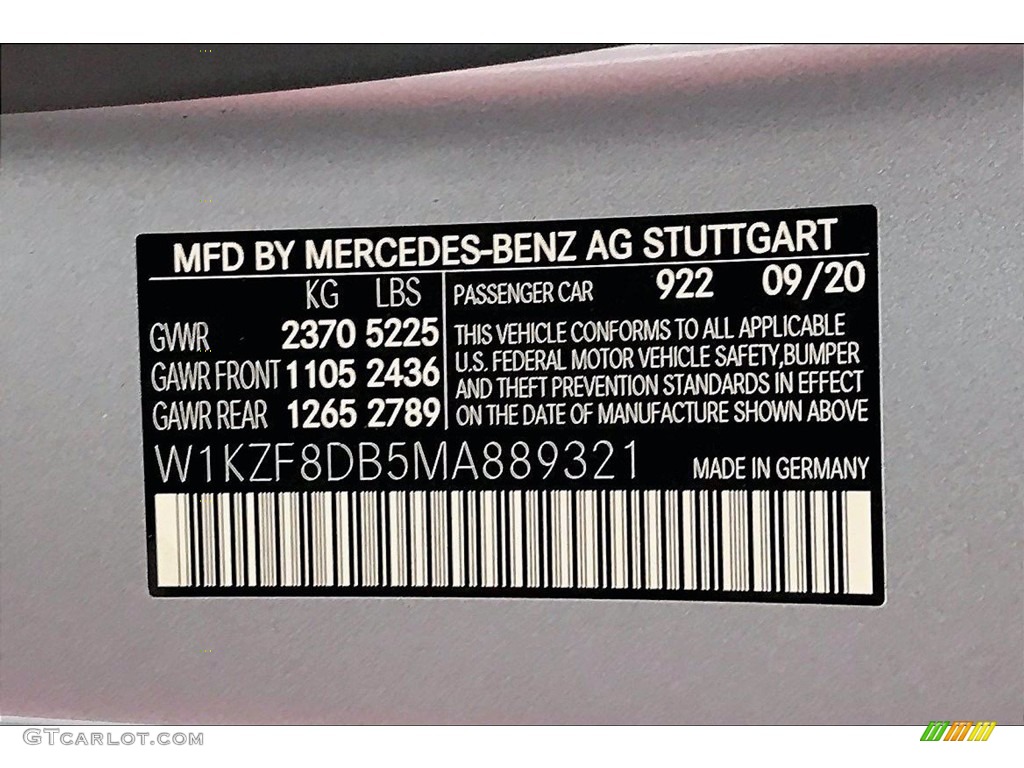 MFD BY MERCEDES-BENZ AG STUTTGART
KG LBS
PASSENGER CAR 922 09/20
GVWR 2370 5225
GAWR FRONT 1105 2436
GAWR REAR 1265 2789
THIS VEHICLE CONFORMS TO ALL APPLICABLE
U.S. FEDERAL MOTOR VEHICLE SAFETY,BUMPER
AND THEFT PREVENTION STANDARDS IN EFFECT
ON THE DATE OF MANUFACTURE SHOWN ABOVE
W1KZF8DB5MA889321 MADE IN GERMANY
GTCARLOT.COM